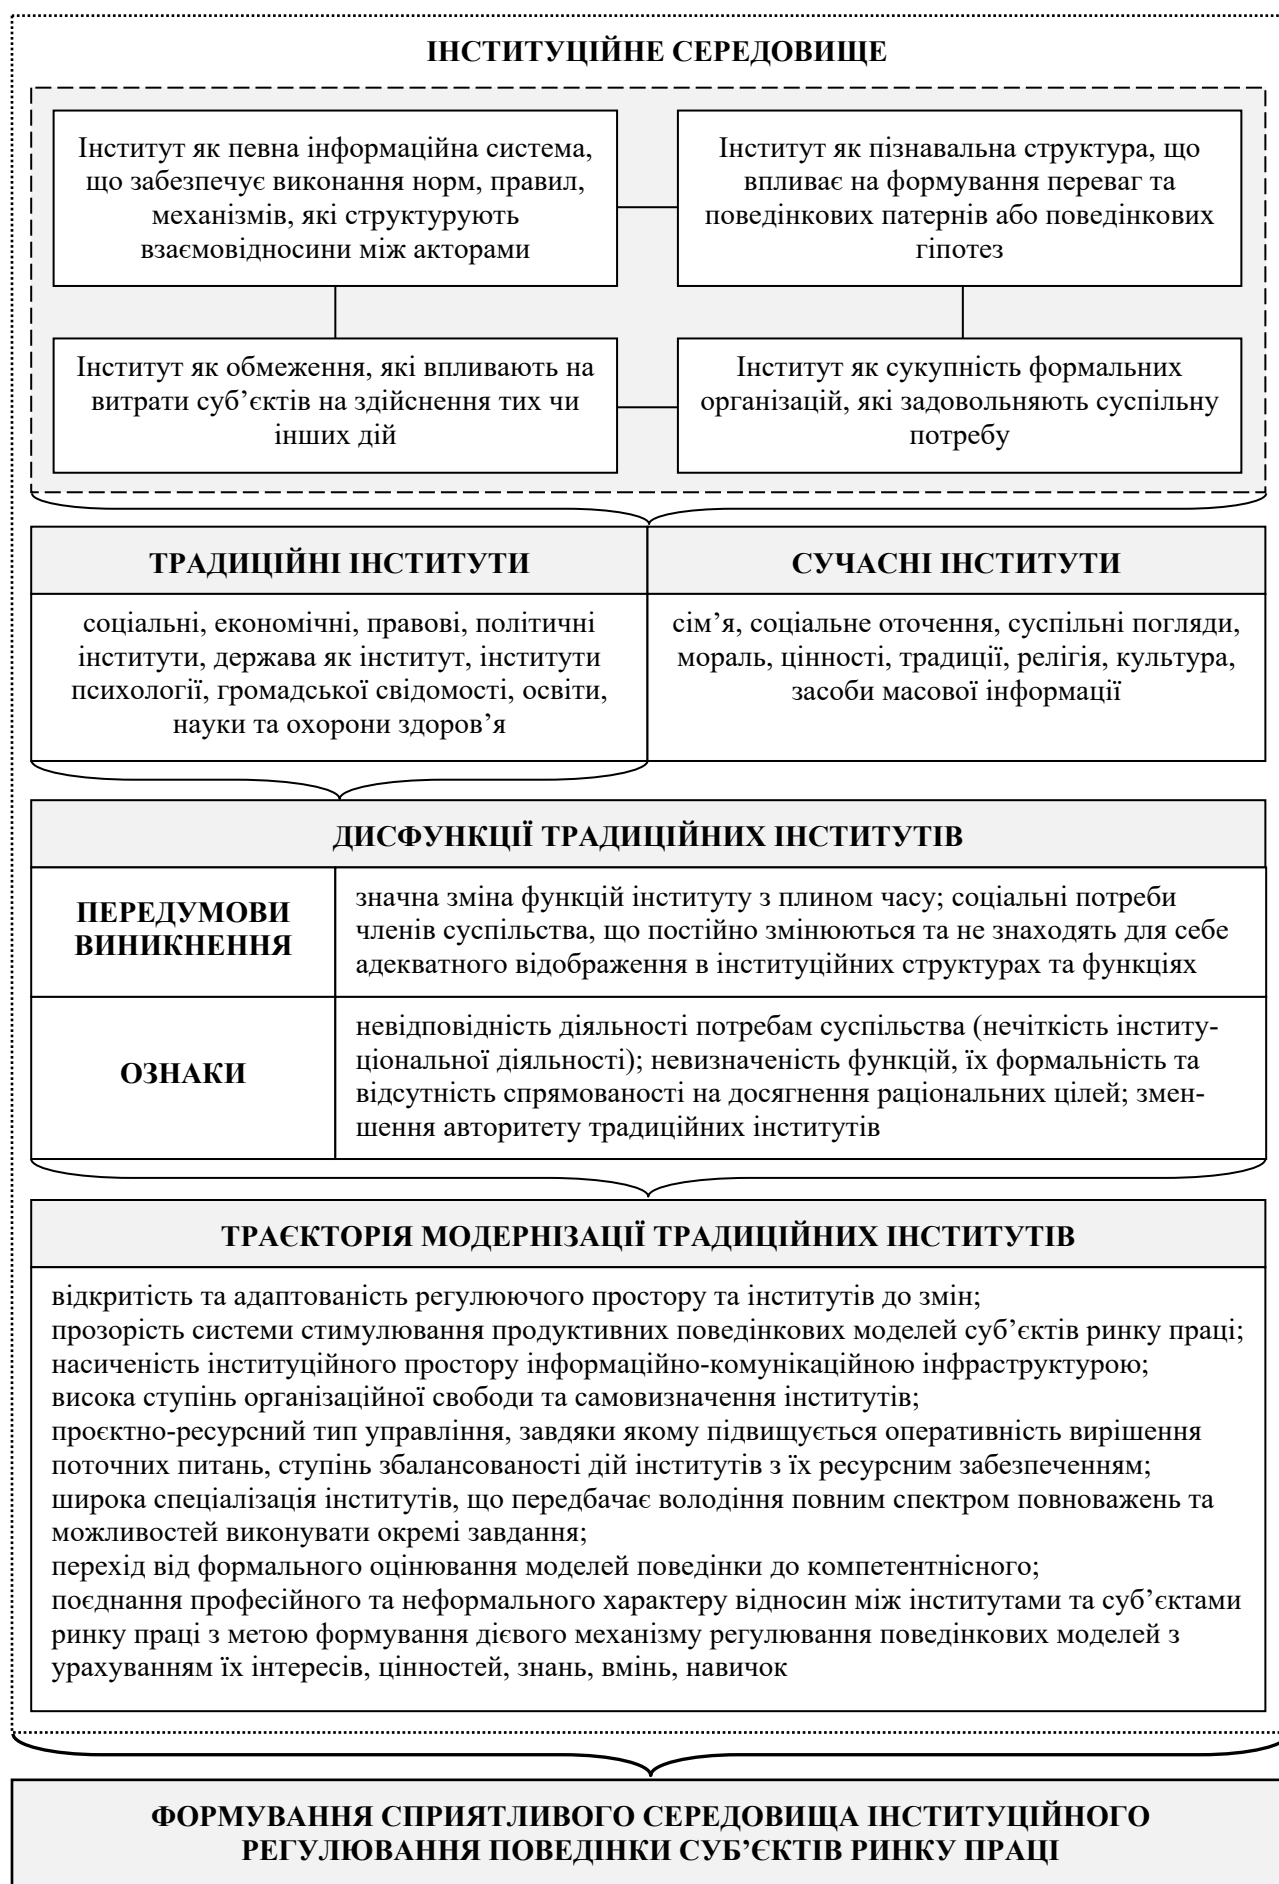 ІНСТИТУЦІЙНЕ СЕРЕДОВИЩЕ
Інститут як певна інформаційна система,
що забезпечує виконання норм, правил,
механізмів, які структурують
взаємовідносини між акторами
Інститут як пізнавальна структура, що
впливає на формування переваг та
поведінкових патернів або поведінкових
гіпотез
Інститут як обмеження, які впливають на
витрати суб’єктів на здійснення тих чи
інших дій
Інститут як сукупність формальних
організацій, які задовольняють суспільну
потребу
ТРАДИЦІЙНІ ІНСТИТУТИ
соціальні, економічні, правові, політичні
інститути, держава як інститут, інститути
психології, громадської свідомості, освіти,
науки та охорони здоров’я
СУЧАСНІ ІНСТИТУТИ
сім’я, соціальне оточення, суспільні погляди,
мораль, цінності, традиції, релігія, культура,
засоби масової інформації
ДИСФУНКЦІЇ ТРАДИЦІЙНИХ ІНСТИТУТІВ
ПЕРЕДУМОВИ
ВИНИКНЕННЯ
значна зміна функцій інституту з плином часу; соціальні потреби
членів суспільства, що постійно змінюються та не знаходять для себе
адекватного відображення в інституційних структурах та функціях
ОЗНАКИ
невідповідність діяльності потребам суспільства (нечіткість інститу-
ціональної діяльності); невизначеність функцій, їх формальність та
відсутність спрямованості на досягнення раціональних цілей; змен-
шення авторитету традиційних інститутів
ТРАЄКТОРІЯ МОДЕРНІЗАЦІЇ ТРАДИЦІЙНИХ ІНСТИТУТІВ
відкритість та адаптованість регулюючого простору та інститутів до змін;
прозорість системи стимулювання продуктивних поведінкових моделей суб’єктів ринку праці;
насиченість інституційного простору інформаційно-комунікаційною інфраструктурою;
висока ступінь організаційної свободи та самовизначення інститутів;
проєктно-ресурсний тип управління, завдяки якому підвищується оперативність вирішення
поточних питань, ступінь збалансованості дій інститутів з їх ресурсним забезпеченням;
широка спеціалізація інститутів, що передбачає володіння повним спектром повноважень та
можливостей виконувати окремі завдання;
перехід від формального оцінювання моделей поведінки до компетентнісного;
поєднання професійного та неформального характеру відносин між інститутами та суб’єктами
ринку праці з метою формування дієвого механізму регулювання поведінкових моделей з
урахуванням їх інтересів, цінностей, знань, вмінь, навичок
ФОРМУВАННЯ СПРИЯТЛИВОГО СЕРЕДОВИЩА ІНСТИТУЦІЙНОГО
РЕГУЛЮВАННЯ ПОВЕДІНКИ СУБ’ЄКТІВ РИНКУ ПРАЦІ